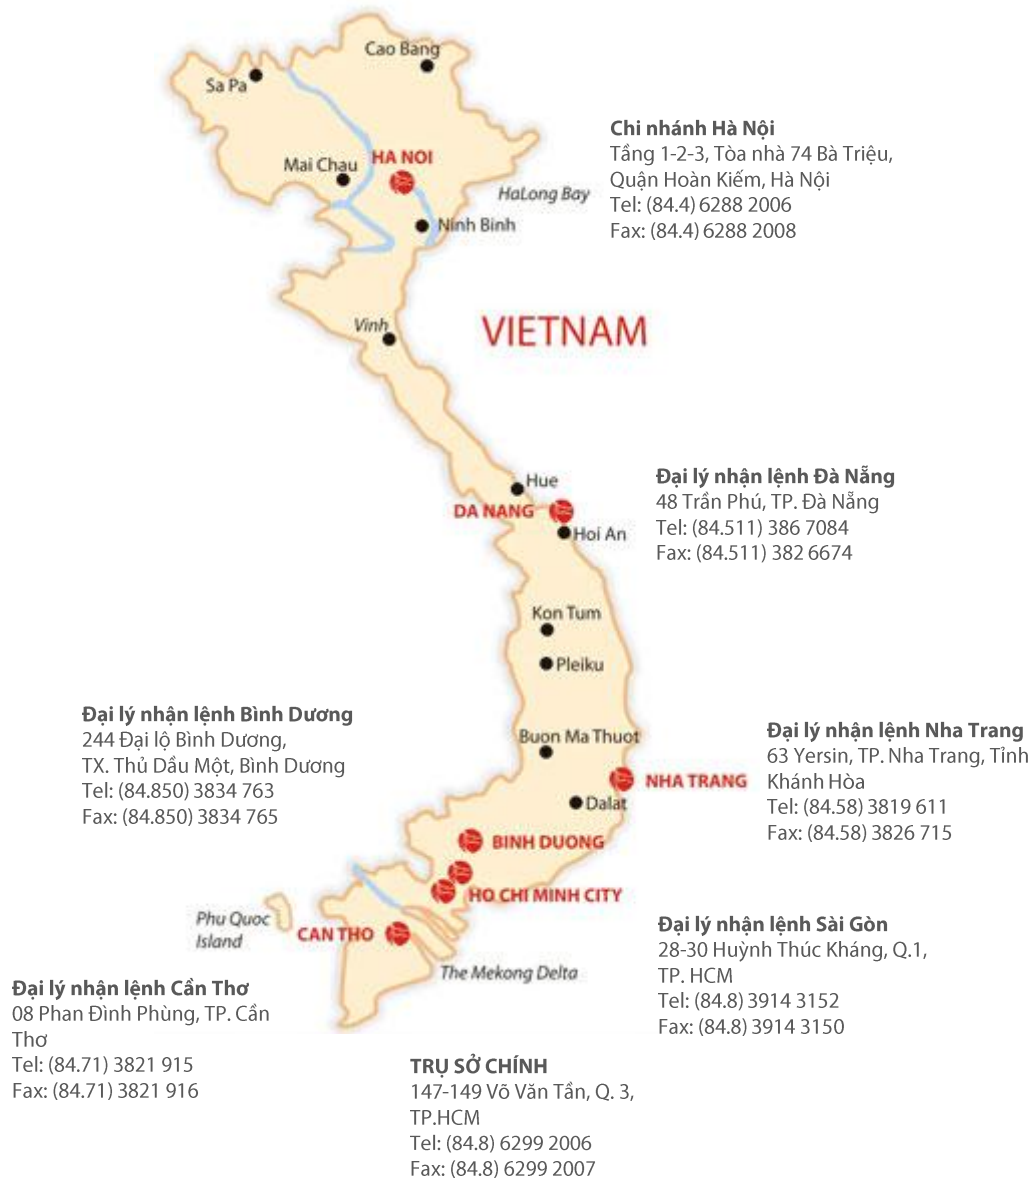 Cao Bang
Sa Pa
Mai Chau
HA NOI
HaLong Bay
Ninh Binh
Chi nhánh Hà Nội
Tầng 1-2-3, Tòa nhà 74 Bà Triệu,
Quận Hoàn Kiếm, Hà Nội
Tel: (84.4) 6288 2006
Fax: (84.4) 6288 2008
Vinh
VIETNAM
Hue
DA NANG
Hoi An
Đại lý nhận lệnh Đà Nẵng
48 Trần Phú, TP. Đà Nẵng
Tel: (84.511) 386 7084
Fax: (84.511) 382 6674
Kon Tum
Pleiku
Buon Ma Thuot
NHA TRANG
Dalat
Đại lý nhận lệnh Bình Dương
244 Đại lộ Bình Dương,
TX. Thủ Dầu Một, Bình Dương
Tel: (84.850) 3834 763
Fax: (84.850) 3834 765
Đại lý nhận lệnh Nha Trang
63 Yersin, TP. Nha Trang, Tỉnh
Khánh Hòa
Tel: (84.58) 3819 611
Fax: (84.58) 3826 715
BINH DUONG
HO CHI MINH CITY
Phu Quoc
Island
CAN THO
The Mekong Delta
Đại lý nhận lệnh Sài Gòn
28-30 Huỳnh Thúc Kháng, Q.1,
TP. HCM
Tel: (84.8) 3914 3152
Fax: (84.8) 3914 3150
Đại lý nhận lệnh Cần Thơ
08 Phan Đình Phùng, TP. Cần
Thơ
Tel: (84.71) 3821 915
Fax: (84.71) 3821 916
TRỤ SỞ CHÍNH
147-149 Võ Văn Tần, Q. 3,
TP.HCM
Tel: (84.8) 6299 2006
Fax: (84.8) 6299 2007